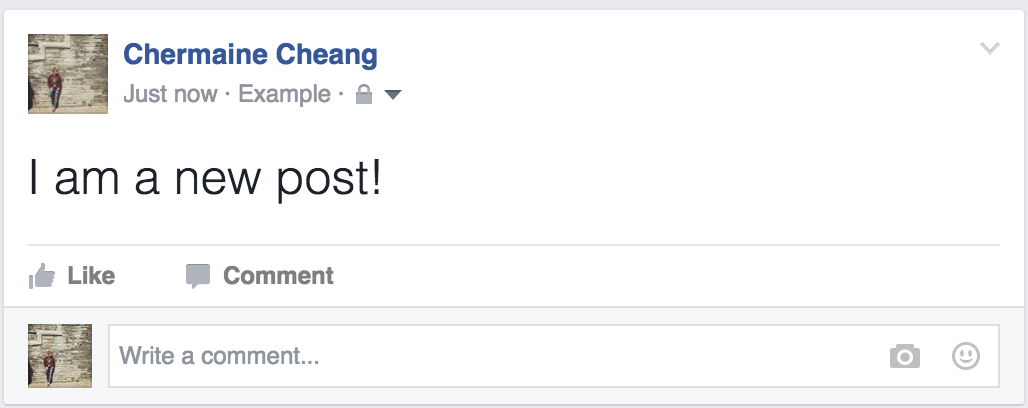 Chermaine Cheang
Just now · Example ·
I am a new post!
Like Comment
Write a comment...